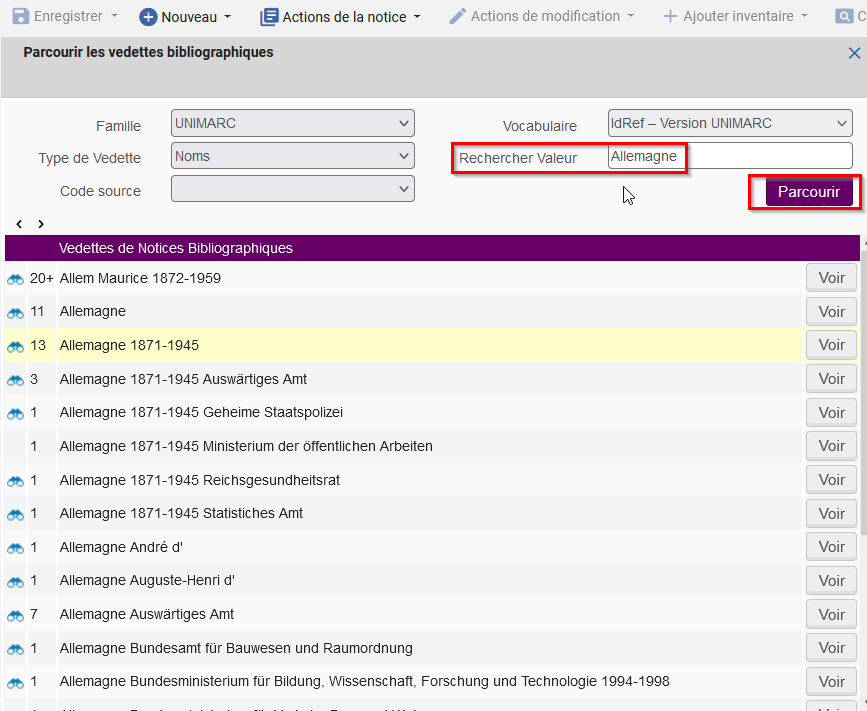 Enregistrer Nouveau Actions de la notice Actions de modification Ajouter inventaire C
Parcourir les vedettes bibliographiques
Famille UNIMARC Vocabulaire IdRef – Version UNIMARC
Type de Vedette Noms Rechercher Valeur Allemagne
Code source Parcourir
Vedettes de Notices Bibliographiques
20+ Allem Maurice 1872-1959 Voir
11 Allemagne Voir
13 Allemagne 1871-1945 Voir
3 Allemagne 1871-1945 Auswärtiges Amt Voir
1 Allemagne 1871-1945 Geheime Staatspolizei Voir
1 Allemagne 1871-1945 Ministerium der öffentlichen Arbeiten Voir
1 Allemagne 1871-1945 Reichsgesundheitsrat Voir
1 Allemagne 1871-1945 Statistiches Amt Voir
1 Allemagne André d' Voir
1 Allemagne Auguste-Henri d' Voir
7 Allemagne Auswärtiges Amt Voir
1 Allemagne Bundesamt für Bauwesen und Raumordnung Voir
1 Allemagne Bundesministerium für Bildung, Wissenschaft, Forschung und Technologie 1994-1998 Voir